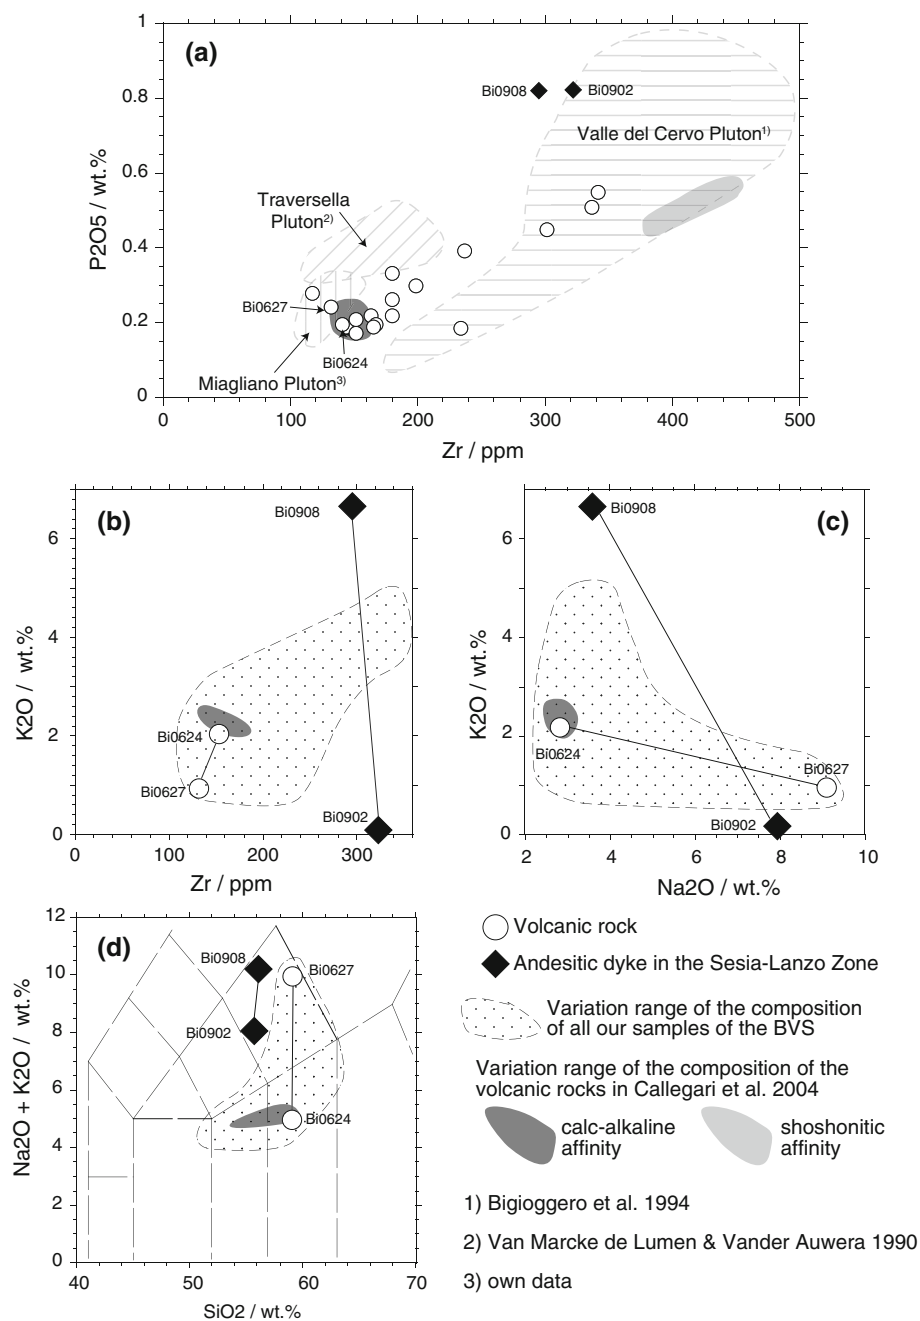 (a)
1
0.8
0.6
0.4
0.2
0
P2O5 / wt.%
Bi0908
Bi0902
Valle del Cervo Pluton1)
Traversella
Pluton2)
Bi0627
Bi0624
Miagliano Pluton3)
0 100 200 300 400 500
Zr / ppm
(b)
6
4
2
0
K2O / wt.%
Bi0908
Bi0624
Bi0627
Bi0902
0 100 200 300
Zr / ppm
(c)
6
4
2
0
K2O / wt.%
Bi0908
Bi0624
Bi0627
Bi0902
2 4 6 8 10
Na2O / wt.%
(d)
12
10
8
6
4
2
0
Na2O + K2O / wt.%
Bi0908
Bi0627
Bi0902
Bi0624
40 50 60 70
SiO2 / wt.%
Volcanic rock
Andesitic dyke in the Sesia-Lanzo Zone
Variation range of the composition
of all our samples of the BVS
Variation range of the composition of the
volcanic rocks in Callegari et al. 2004
calc-alkaline
affinity
shoshonitic
affinity
1) Bigioggero et al. 1994
2) Van Marcke de Lumen & Vander Auwera 1990
3) own data